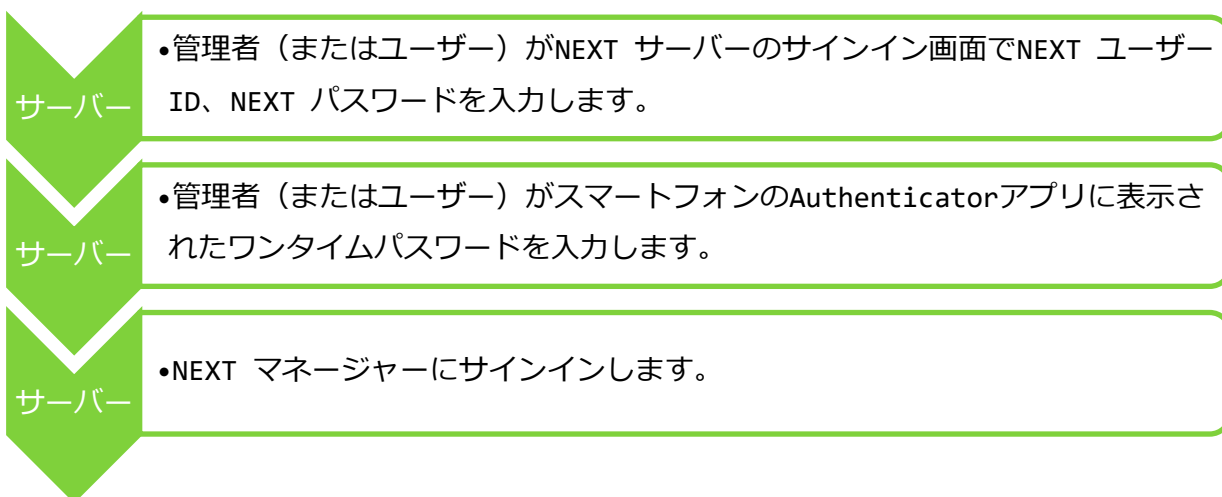 サーバー
•管理者（またはユーザー）がNEXT サーバーのサインイン画面でNEXT ユーザー
ID、NEXT パスワードを入力します。
サーバー
•管理者（またはユーザー）がスマートフォンのAuthenticatorアプリに表示さ
れたワンタイムパスワードを入力します。
サーバー
•NEXT マネージャーにサインインします。